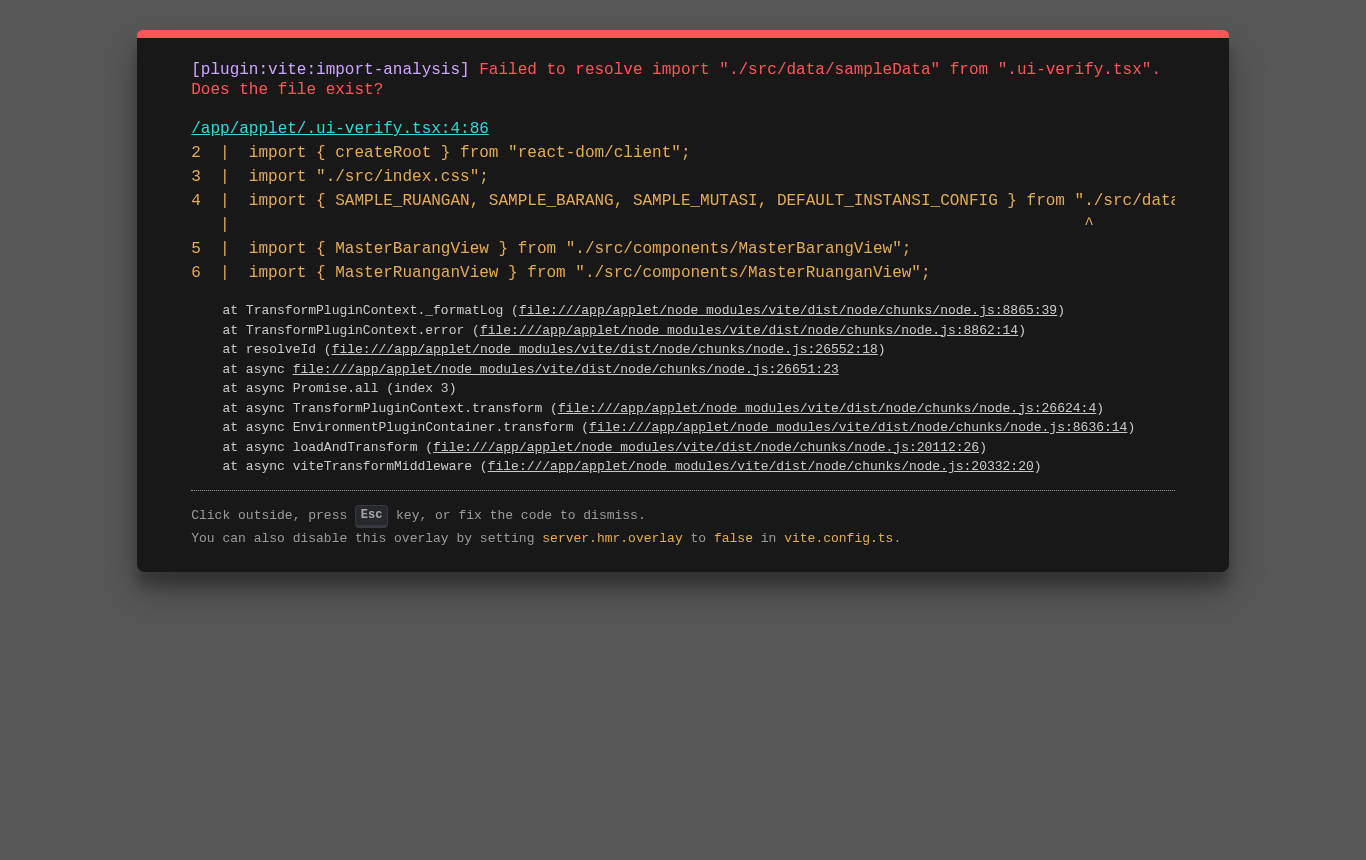 [plugin:vite:import-analysis] Failed to resolve import "./src/data/sampleData" from ".ui-verify.tsx".
Does the file exist?
/app/applet/.ui-verify.tsx:4:86
2  |  import { createRoot } from "react-dom/client";
3  |  import "./src/index.css";
4  |  import { SAMPLE_RUANGAN, SAMPLE_BARANG, SAMPLE_MUTASI, DEFAULT_INSTANSI_CONFIG } from "./src/data
   |                                                                                         ^
5  |  import { MasterBarangView } from "./src/components/MasterBarangView";
6  |  import { MasterRuanganView } from "./src/components/MasterRuanganView";
at TransformPluginContext._formatLog (file:///app/applet/node_modules/vite/dist/node/chunks/node.js:8865:39)
at TransformPluginContext.error (file:///app/applet/node_modules/vite/dist/node/chunks/node.js:8862:14)
at resolveId (file:///app/applet/node_modules/vite/dist/node/chunks/node.js:26552:18)
at async file:///app/applet/node_modules/vite/dist/node/chunks/node.js:26651:23
at async Promise.all (index 3)
at async TransformPluginContext.transform (file:///app/applet/node_modules/vite/dist/node/chunks/node.js:26624:4)
at async EnvironmentPluginContainer.transform (file:///app/applet/node_modules/vite/dist/node/chunks/node.js:8636:14)
at async loadAndTransform (file:///app/applet/node_modules/vite/dist/node/chunks/node.js:20112:26)
at async viteTransformMiddleware (file:///app/applet/node_modules/vite/dist/node/chunks/node.js:20332:20)
Click outside, press Esc key, or fix the code to dismiss.
You can also disable this overlay by setting server.hmr.overlay to false in vite.config.ts.